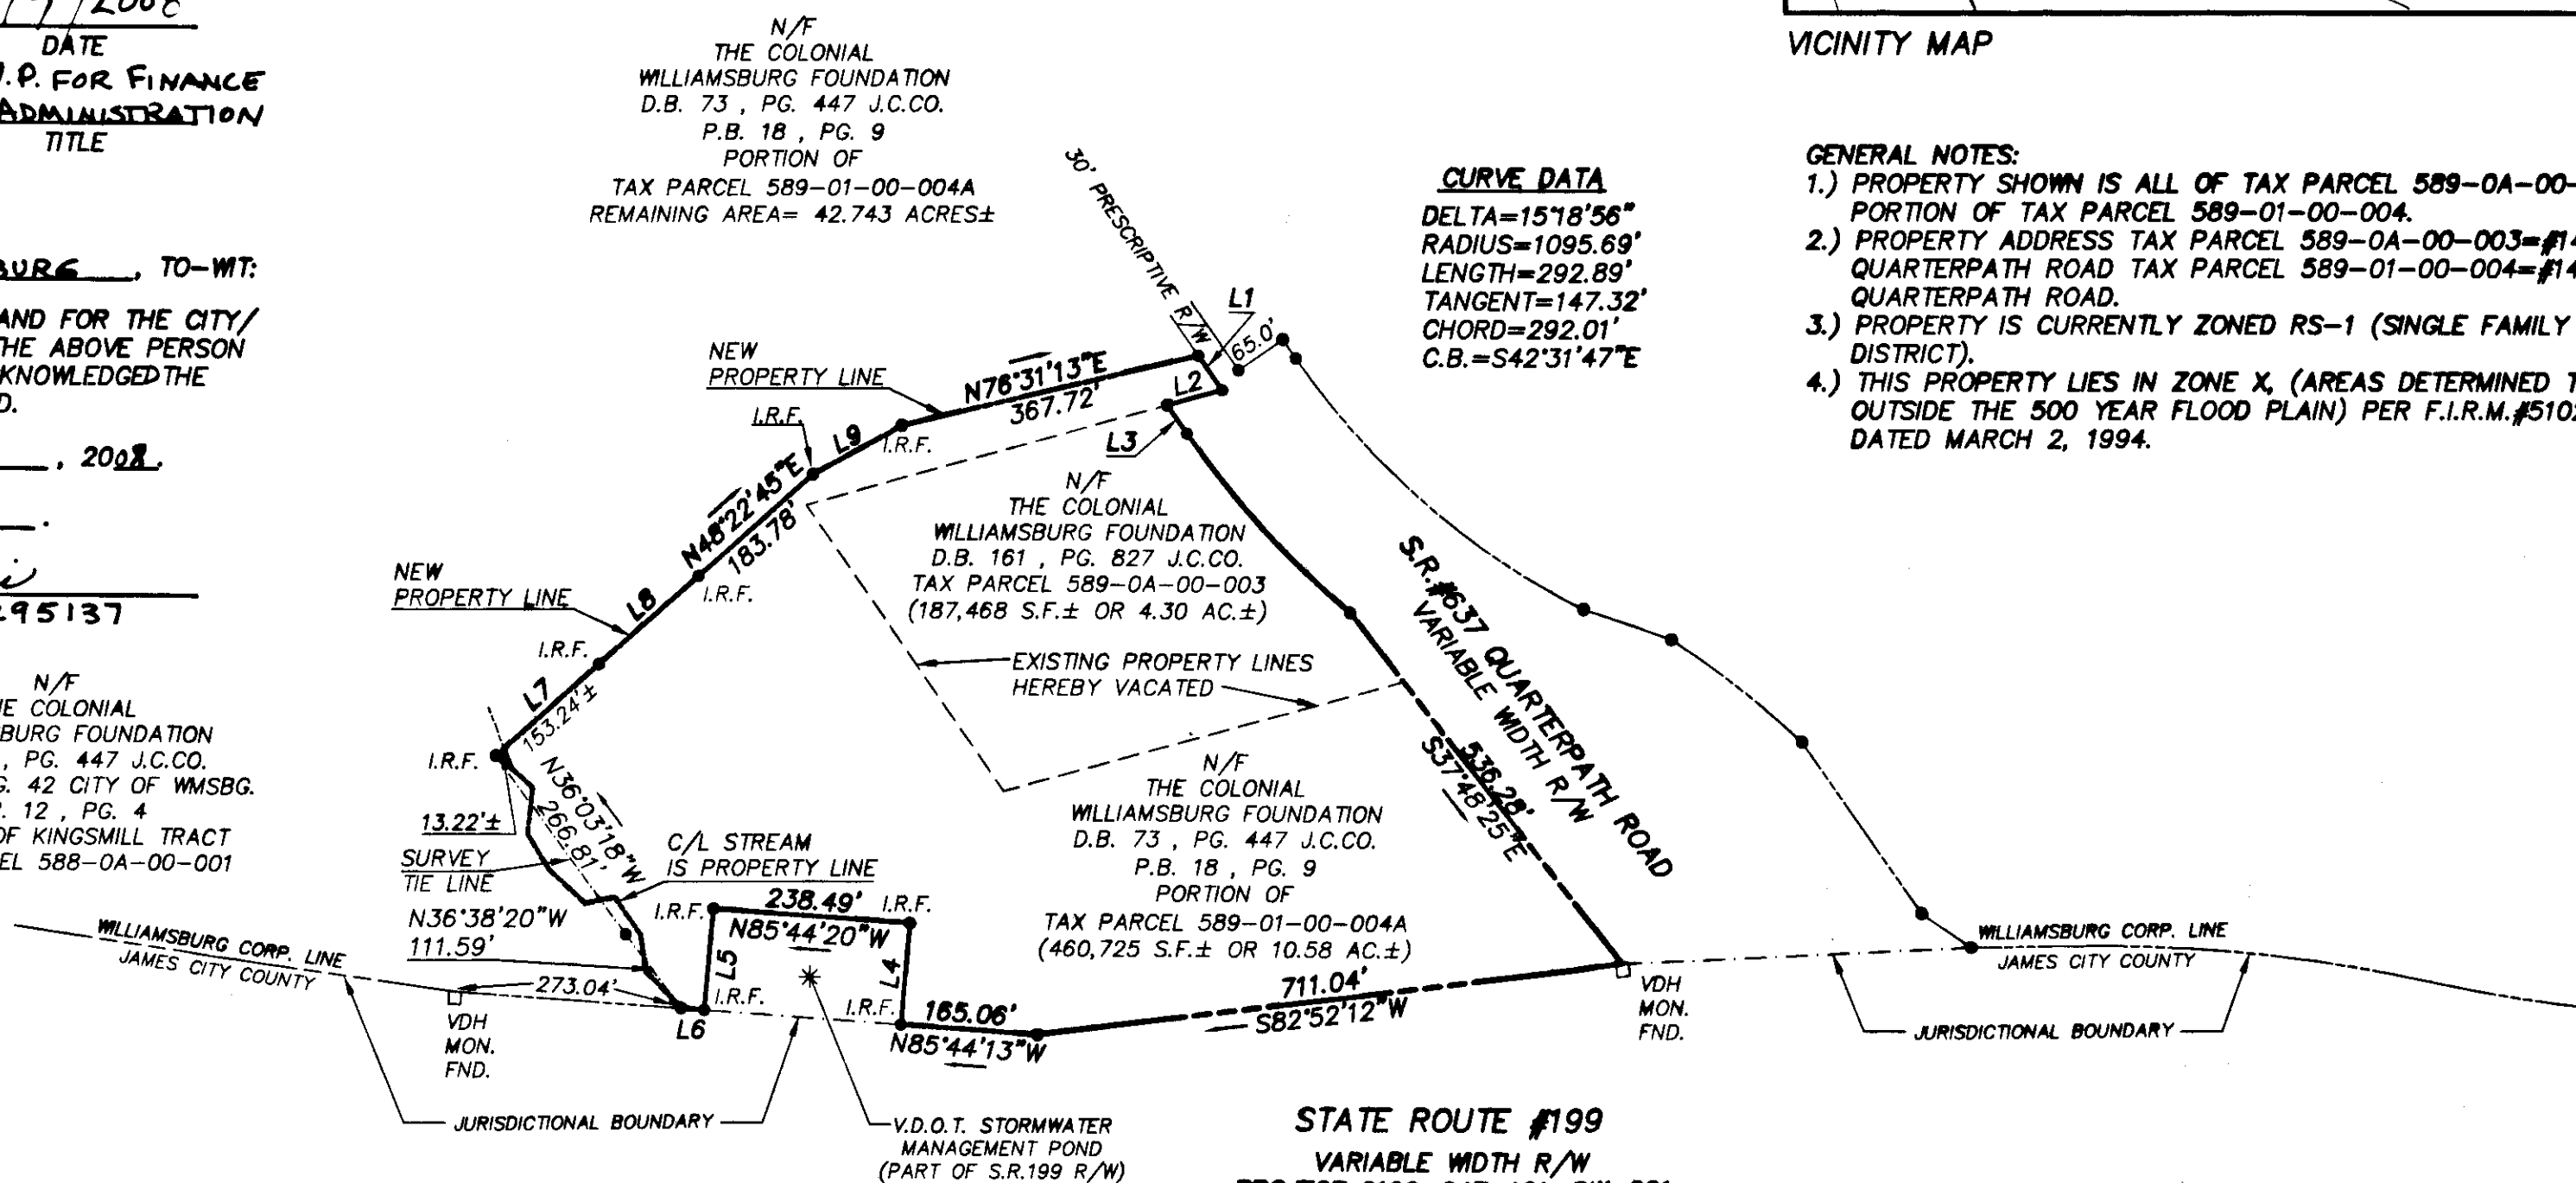 2008
DATE
V.P. FOR FINANCE
ADMINISTRATION
TITLE
BURG, TO-WIT:
AND FOR THE CITY/
HE ABOVE PERSON
KNOWLEDGED THE
D.
, 2008.
295137
N/F
THE COLONIAL
WILLIAMSBURG FOUNDATION
D.B. 73 , PG. 447 J.C.CO.
P.B. 18 , PG. 9
PORTION OF
TAX PARCEL 589-01-00-004A
REMAINING AREA= 42.743 ACRES±
30' PRESCRIPTIVE R/W
CURVE DATA
DELTA=15°18'56"
RADIUS=1095.69'
LENGTH=292.89'
TANGENT=147.32'
CHORD=292.01'
C.B.=S42°31'47"E
VICINITY MAP
GENERAL NOTES:
1.) PROPERTY SHOWN IS ALL OF TAX PARCEL 589-0A-00-
PORTION OF TAX PARCEL 589-01-00-004.
2.) PROPERTY ADDRESS TAX PARCEL 589-0A-00-003=#14
QUARTERPATH ROAD TAX PARCEL 589-01-00-004=#14
QUARTERPATH ROAD.
3.) PROPERTY IS CURRENTLY ZONED RS-1 (SINGLE FAMILY
DISTRICT).
4.) THIS PROPERTY LIES IN ZONE X, (AREAS DETERMINED T
OUTSIDE THE 500 YEAR FLOOD PLAIN) PER F.I.R.M.#510
DATED MARCH 2, 1994.
L1
65.0'
L2
L3
NEW
PROPERTY LINE
N76°31'13"E
367.72'
I.R.F.
L9
I.R.F.
N48°22'45"E
183.78'
I.R.F.
NEW
PROPERTY LINE
L8
I.R.F.
L7
153.24'±
I.R.F.
N/F
THE COLONIAL
WILLIAMSBURG FOUNDATION
D.B. 161 , PG. 827 J.C.CO.
TAX PARCEL 589-0A-00-003
(187,468 S.F.± OR 4.30 AC.±)
EXISTING PROPERTY LINES
HEREBY VACATED
S.R.#637 QUARTERPATH ROAD
VARIABLE WIDTH R/W
536.28'
S37°48'25"E
N/F
THE COLONIAL
WILLIAMSBURG FOUNDATION
D.B. 73 , PG. 447 J.C.CO.
P.B. 18 , PG. 9
PORTION OF
TAX PARCEL 589-01-00-004A
(460,725 S.F.± OR 10.58 AC.±)
N/F
E COLONIAL
BURG FOUNDATION
, PG. 447 J.C.CO.
G. 42 CITY OF WMSBG.
. 12 , PG. 4
OF KINGSMILL TRACT
EL 588-0A-00-001
13.22'±
N36°03'18"W
266.81'
SURVEY
TIE LINE
C/L STREAM
IS PROPERTY LINE
N36°38'20"W
111.59'
I.R.F.
238.49'
I.R.F.
N85°44'20"W
L5
L4
I.R.F.
I.R.F.
273.04'
L6
165.06'
N85°44'13"W
711.04'
S82°52'12"W
WILLIAMSBURG CORP. LINE
JAMES CITY COUNTY
VDH
MON.
FND.
VDH
MON.
FND.
WILLIAMSBURG CORP. LINE
JAMES CITY COUNTY
JURISDICTIONAL BOUNDARY
JURISDICTIONAL BOUNDARY
V.D.O.T. STORMWATER
MANAGEMENT POND
(PART OF S.R.199 R/W)
STATE ROUTE #199
VARIABLE WIDTH R/W